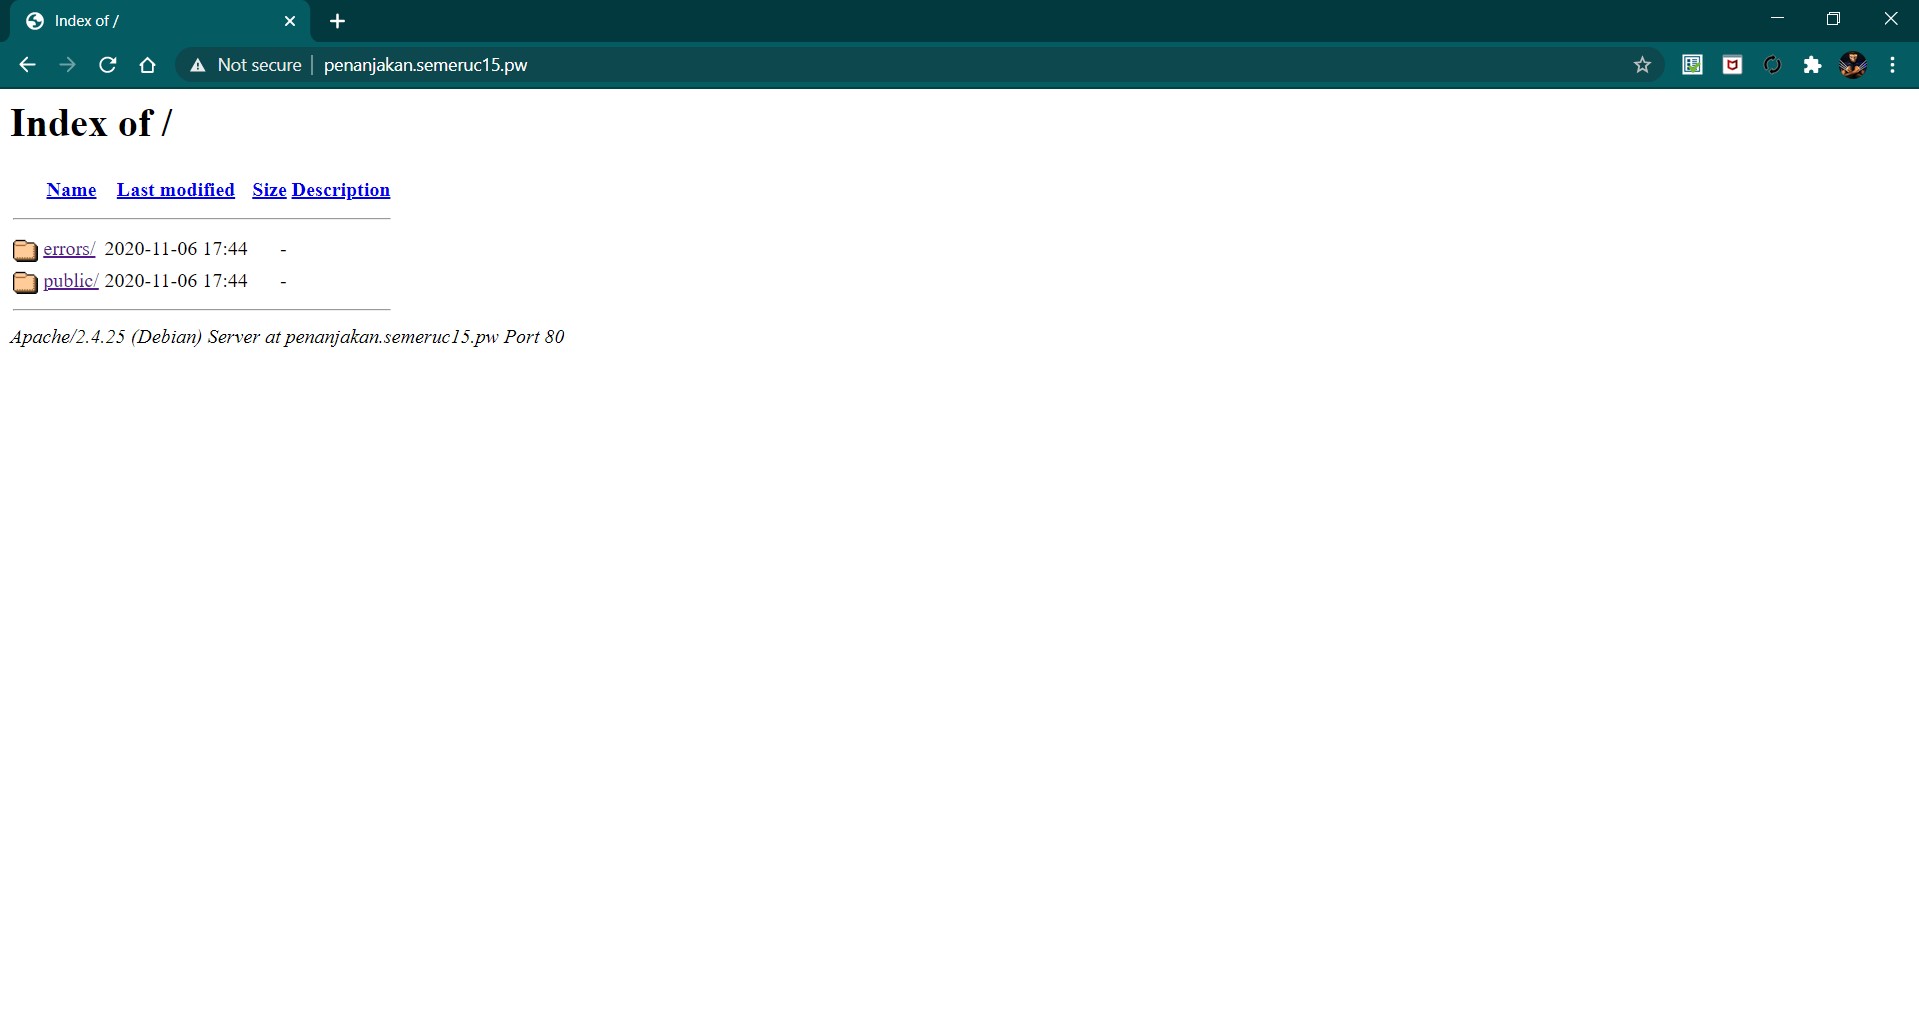 Index of /
Not secure penanjakan.semeruc15.pw
Index of /
Name Last modified Size Description
errors/ 2020-11-06 17:44 -
public/ 2020-11-06 17:44 -
Apache/2.4.25 (Debian) Server at penanjakan.semeruc15.pw Port 80